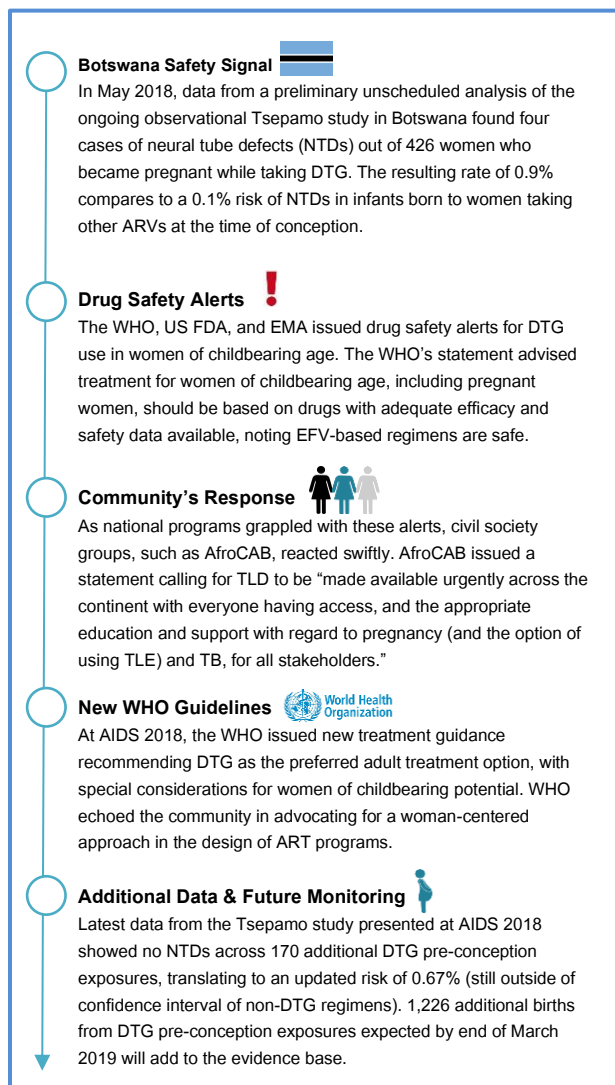 Botswana Safety Signal
In May 2018, data from a preliminary unscheduled analysis of the
ongoing observational Tsepamo study in Botswana found four
cases of neural tube defects (NTDs) out of 426 women who
became pregnant while taking DTG. The resulting rate of 0.9%
compares to a 0.1% risk of NTDs in infants born to women taking
other ARVs at the time of conception.
Drug Safety Alerts
The WHO, US FDA, and EMA issued drug safety alerts for DTG
use in women of childbearing age. The WHO's statement advised
treatment for women of childbearing age, including pregnant
women, should be based on drugs with adequate efficacy and
safety data available, noting EFV-based regimens are safe.
Community's Response
As national programs grappled with these alerts, civil society
groups, such as AfroCAB, reacted swiftly. AfroCAB issued a
statement calling for TLD to be “made available urgently across the
continent with everyone having access, and the appropriate
education and support with regard to pregnancy (and the option of
using TLE) and TB, for all stakeholders.”
New WHO Guidelines
World Health
Organization
At AIDS 2018, the WHO issued new treatment guidance
recommending DTG as the preferred adult treatment option, with
special considerations for women of childbearing potential. WHO
echoed the community in advocating for a woman-centered
approach in the design of ART programs.
Additional Data & Future Monitoring
Latest data from the Tsepamo study presented at AIDS 2018
showed no NTDs across 170 additional DTG pre-conception
exposures, translating to an updated risk of 0.67% (still outside of
confidence interval of non-DTG regimens). 1,226 additional births
from DTG pre-conception exposures expected by end of March
2019 will add to the evidence base.